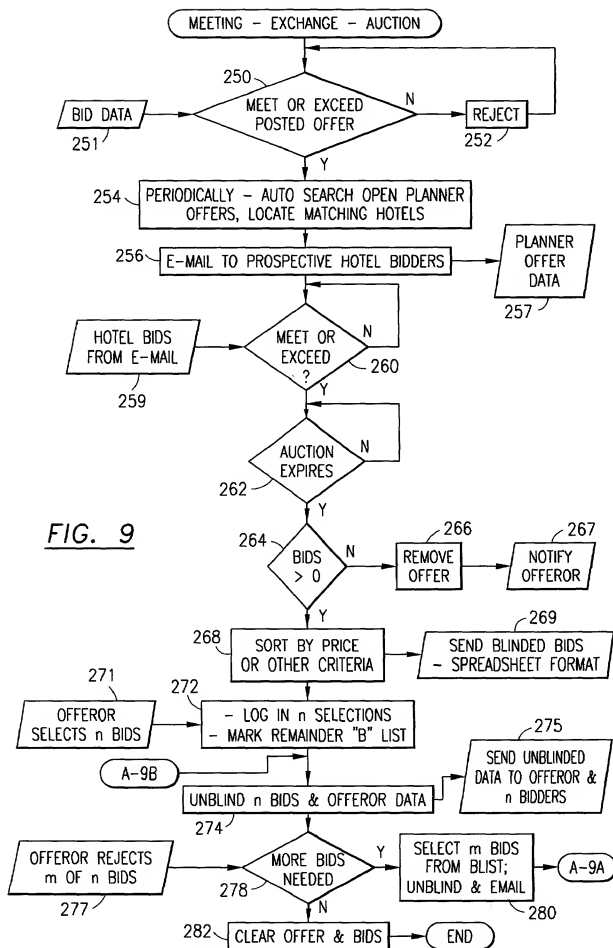 MEETING - EXCHANGE - AUCTION
250
MEET OR EXCEED
POSTED OFFER
N
REJECT
252
BID DATA
251
Y
254
PERIODICALLY - AUTO SEARCH OPEN PLANNER
OFFERS, LOCATE MATCHING HOTELS
256
E-MAIL TO PROSPECTIVE HOTEL BIDDERS
PLANNER
OFFER
DATA
257
HOTEL BIDS
FROM E-MAIL
259
MEET OR
EXCEED
?
N
260
Y
AUCTION
EXPIRES
N
262
Y
FIG. 9
264
BIDS
> 0
N
266
REMOVE
OFFER
267
NOTIFY
OFFEROR
Y
268
SORT BY PRICE
OR OTHER CRITERIA
269
SEND BLINDED BIDS
- SPREADSHEET FORMAT
271
OFFEROR
SELECTS n BIDS
272
- LOG IN n SELECTIONS
- MARK REMAINDER "B" LIST
A-9B
275
SEND UNBLINDED
DATA TO OFFEROR &
n BIDDERS
UNBLIND n BIDS & OFFEROR DATA
274
OFFEROR REJECTS
m OF n BIDS
277
MORE BIDS
NEEDED
278
Y
SELECT m BIDS
FROM BLIST;
UNBLIND & EMAIL
280
A-9A
N
282
CLEAR OFFER & BIDS
END